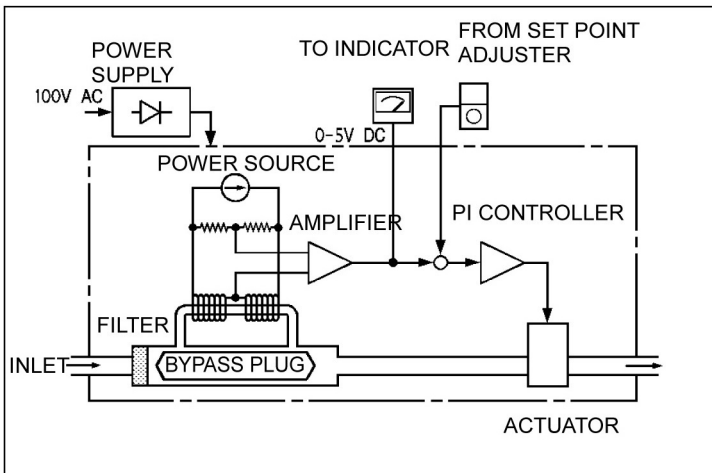 POWER
SUPPLY
TO INDICATOR
FROM SET POINT
ADJUSTER
100V AC
0-5V DC
POWER SOURCE
AMPLIFIER
PI CONTROLLER
FILTER
INLET
BYPASS PLUG
ACTUATOR